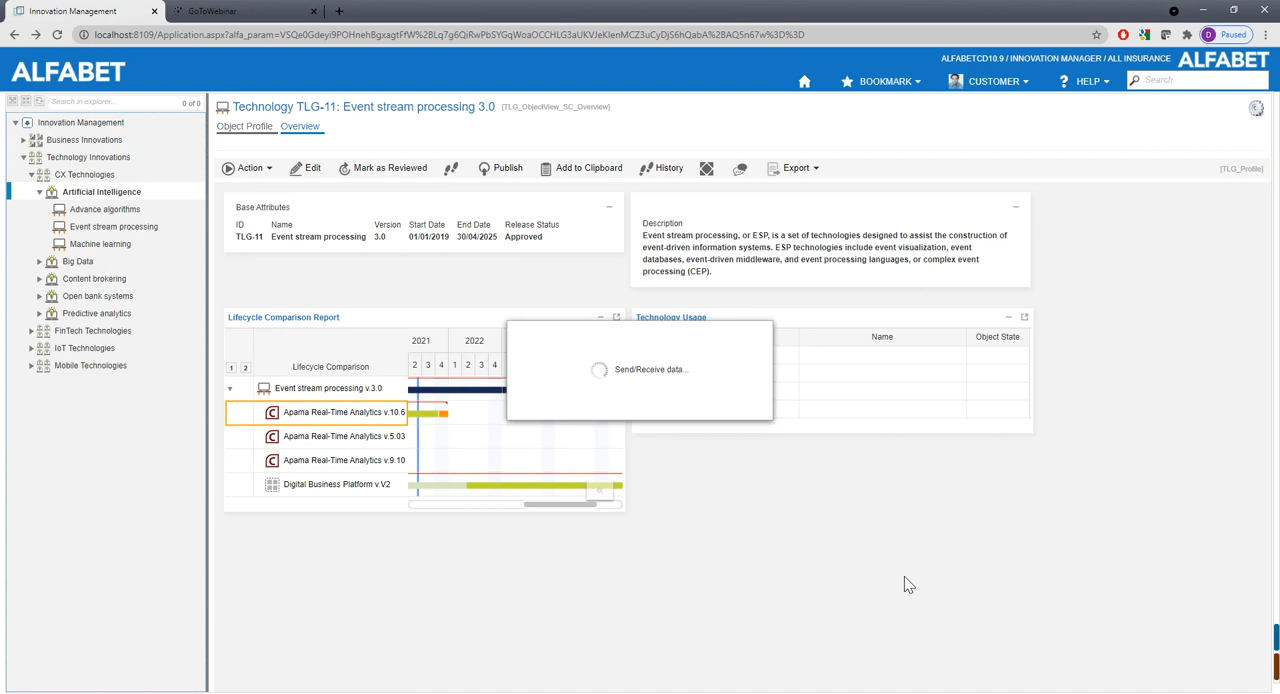 Innovation Management
GoToWebinar
localhost:8109/Application.aspx?alfa_param=VSQe0Gdeyi9POHnehBgxagtFfW%2BLq7g6QiRwPbSYGqWoaOCCHLG3aUKVJeKIenMCZ3uCyDjS6hQabA%2BAQ5n67w%3D%3D
D Paused
ALFABET
ALFABETCD10.9 / INNOVATION MANAGER / ALL INSURANCE
ALFABET
BOOKMARK
CUSTOMER
HELP
Search
Search in explorer...
0 of 0
Innovation Management
Business Innovations
Technology Innovations
CX Technologies
Artificial Intelligence
Advance algorithms
Event stream processing
Machine learning
Big Data
Content brokering
Open bank systems
Predictive analytics
FinTech Technologies
IoT Technologies
Mobile Technologies
Technology TLG-11: Event stream processing 3.0 [TLG_ObjectView_SC_Overview]
Object Profile Overview
Action Edit Mark as Reviewed Publish Add to Clipboard History Export [TLG_Profile]
Base Attributes
ID Name Version Start Date End Date Release Status
TLG-11 Event stream processing 3.0 01/01/2019 30/04/2025 Approved
Description
Event stream processing, or ESP, is a set of technologies designed to assist the construction of
event-driven information systems. ESP technologies include event visualization, event
databases, event-driven middleware, and event processing languages, or complex event
processing (CEP).
Lifecycle Comparison Report
2021 2022
1 2 Lifecycle Comparison 2 3 4 1 2 3 4
Event stream processing v.3.0
Apama Real-Time Analytics v.10.6
Apama Real-Time Analytics v.5.03
Apama Real-Time Analytics v.9.10
Digital Business Platform v.V2
Technology Usage
Name Object State
Send/Receive data...